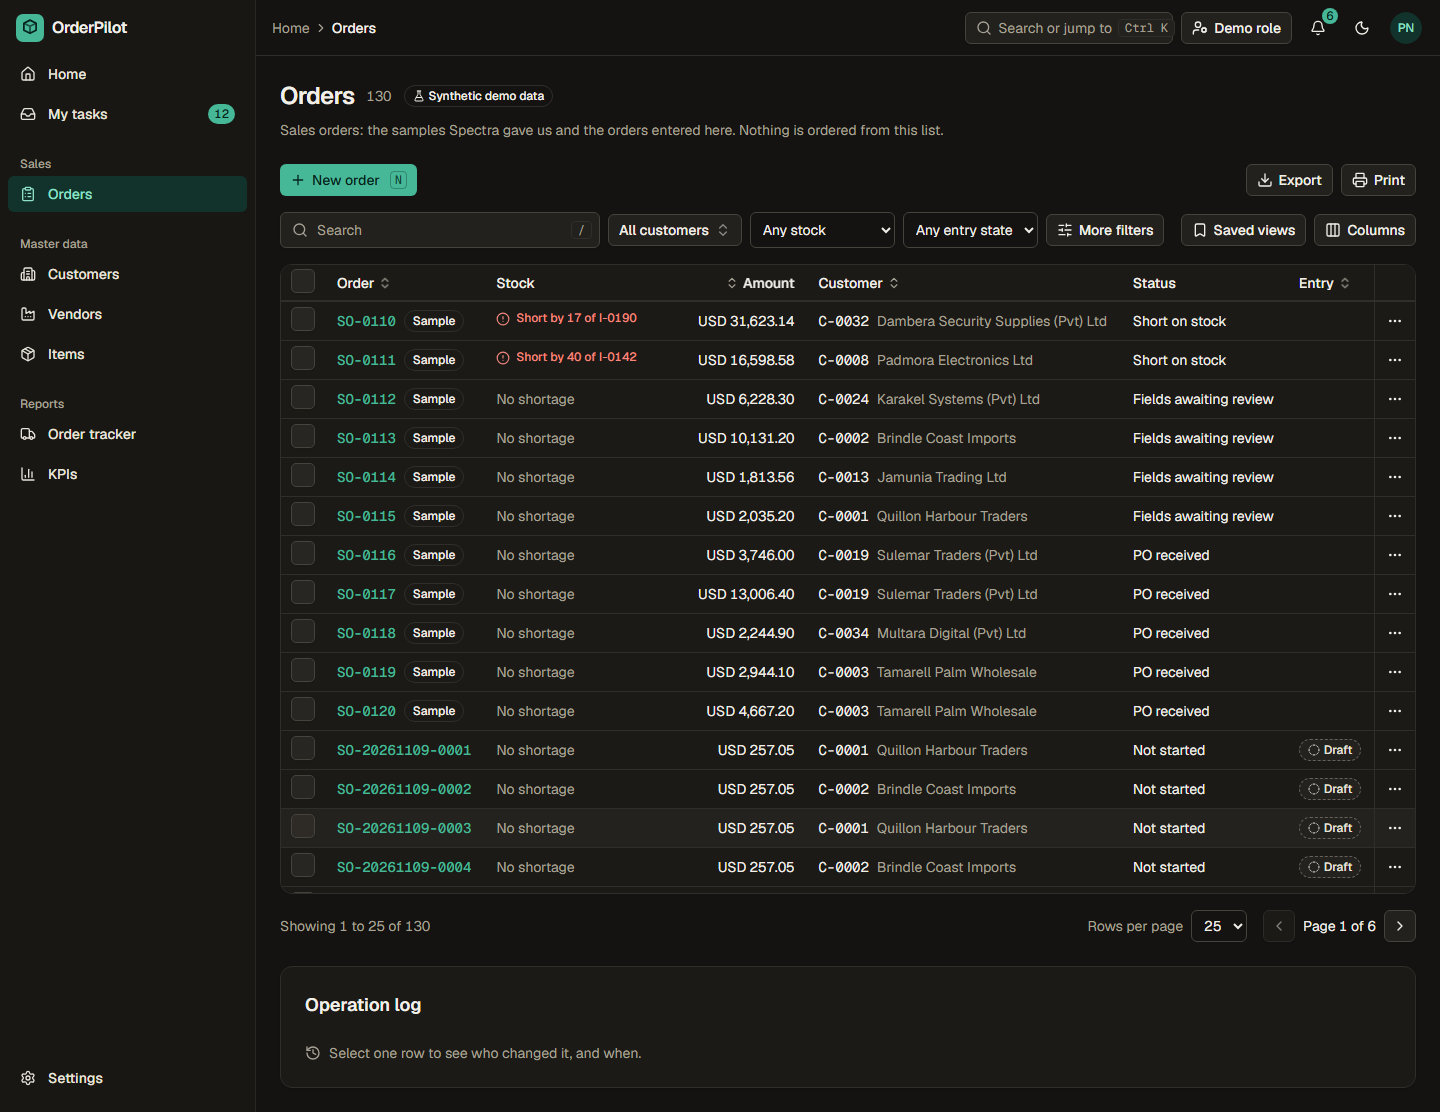 OrderPilot
Home
My tasks 12
Sales
Orders
Master data
Customers
Vendors
Items
Reports
Order tracker
KPIs
Settings
Home > Orders
Search or jump to Ctrl K
Demo role
6
PN
Orders 130 Synthetic demo data
Sales orders: the samples Spectra gave us and the orders entered here. Nothing is ordered from this list.
New order N
Export
Print
Search /
All customers
Any stock
Any entry state
More filters
Saved views
Columns
Order Stock Amount Customer Status Entry
SO-0110 Sample Short by 17 of I-0190 USD 31,623.14 C-0032 Dambera Security Supplies (Pvt) Ltd Short on stock
SO-0111 Sample Short by 40 of I-0142 USD 16,598.58 C-0008 Padmora Electronics Ltd Short on stock
SO-0112 Sample No shortage USD 6,228.30 C-0024 Karakel Systems (Pvt) Ltd Fields awaiting review
SO-0113 Sample No shortage USD 10,131.20 C-0002 Brindle Coast Imports Fields awaiting review
SO-0114 Sample No shortage USD 1,813.56 C-0013 Jamunia Trading Ltd Fields awaiting review
SO-0115 Sample No shortage USD 2,035.20 C-0001 Quillon Harbour Traders Fields awaiting review
SO-0116 Sample No shortage USD 3,746.00 C-0019 Sulemar Traders (Pvt) Ltd PO received
SO-0117 Sample No shortage USD 13,006.40 C-0019 Sulemar Traders (Pvt) Ltd PO received
SO-0118 Sample No shortage USD 2,244.90 C-0034 Multara Digital (Pvt) Ltd PO received
SO-0119 Sample No shortage USD 2,944.10 C-0003 Tamarell Palm Wholesale PO received
SO-0120 Sample No shortage USD 4,667.20 C-0003 Tamarell Palm Wholesale PO received
SO-20261109-0001 No shortage USD 257.05 C-0001 Quillon Harbour Traders Not started Draft
SO-20261109-0002 No shortage USD 257.05 C-0002 Brindle Coast Imports Not started Draft
SO-20261109-0003 No shortage USD 257.05 C-0001 Quillon Harbour Traders Not started Draft
SO-20261109-0004 No shortage USD 257.05 C-0002 Brindle Coast Imports Not started Draft
Showing 1 to 25 of 130
Rows per page 25
Page 1 of 6
Operation log
Select one row to see who changed it, and when.